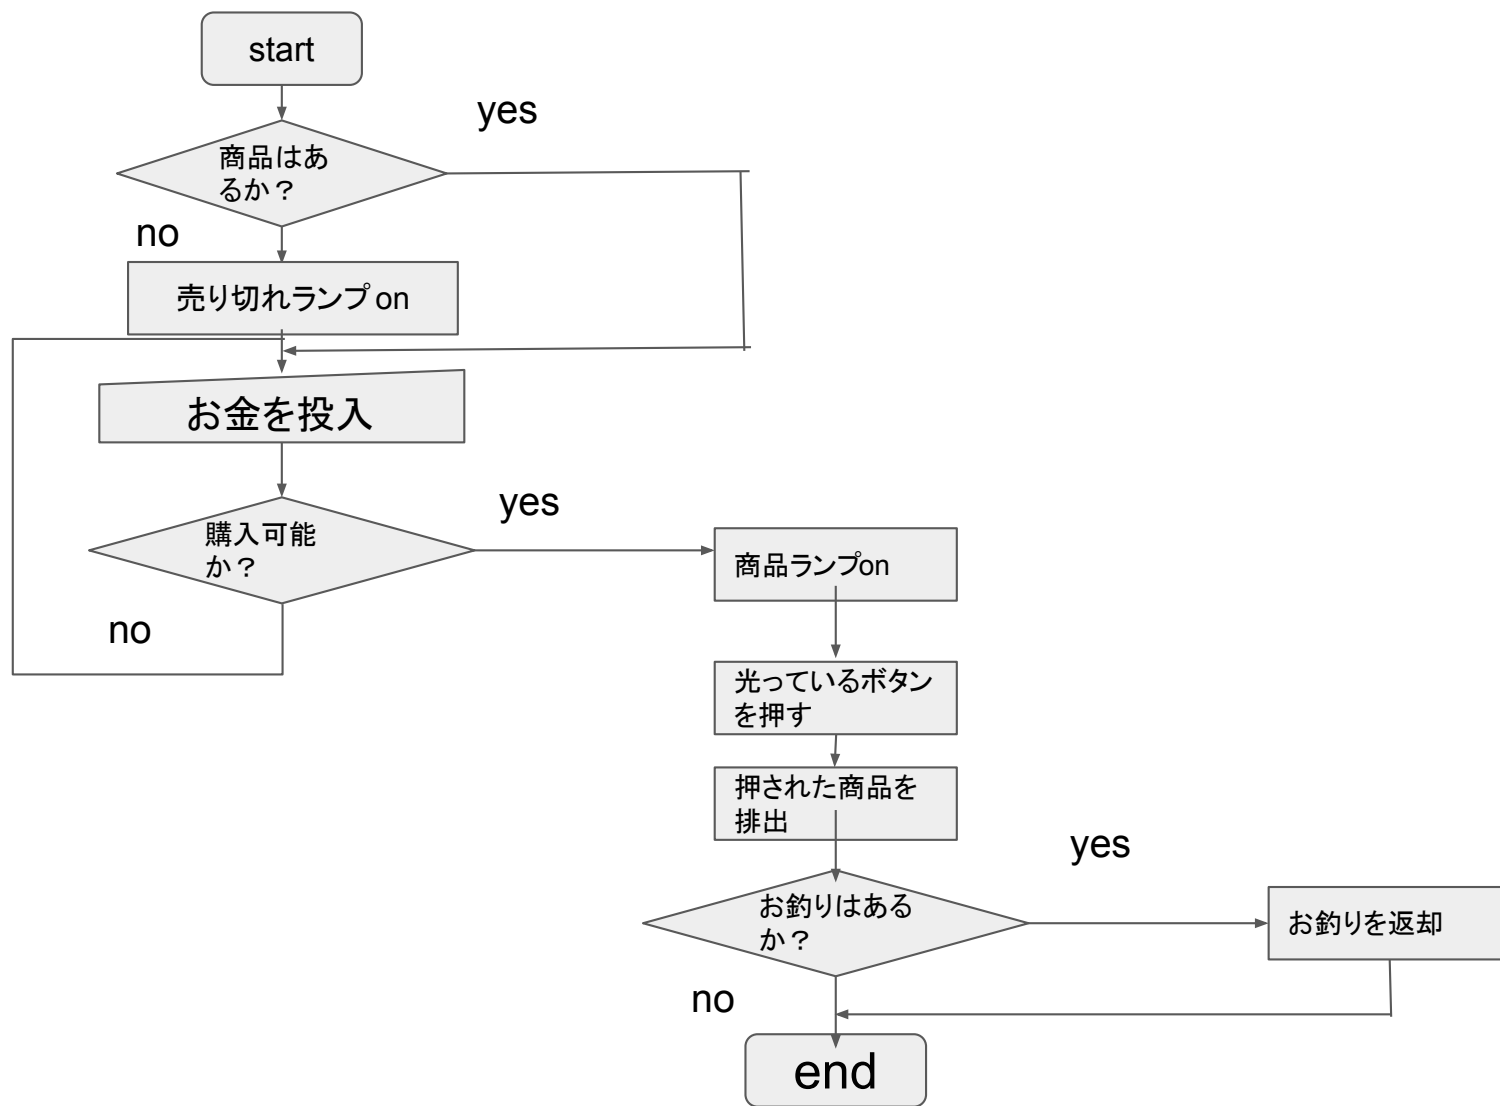 start
yes
商品はあ
るか？
no
売り切れランプon
お金を投入
yes
購入可能
か？
no
商品ランプon
光っているボタン
を押す
押された商品を
排出
yes
お釣りはある
か？
お釣りを返却
no
end